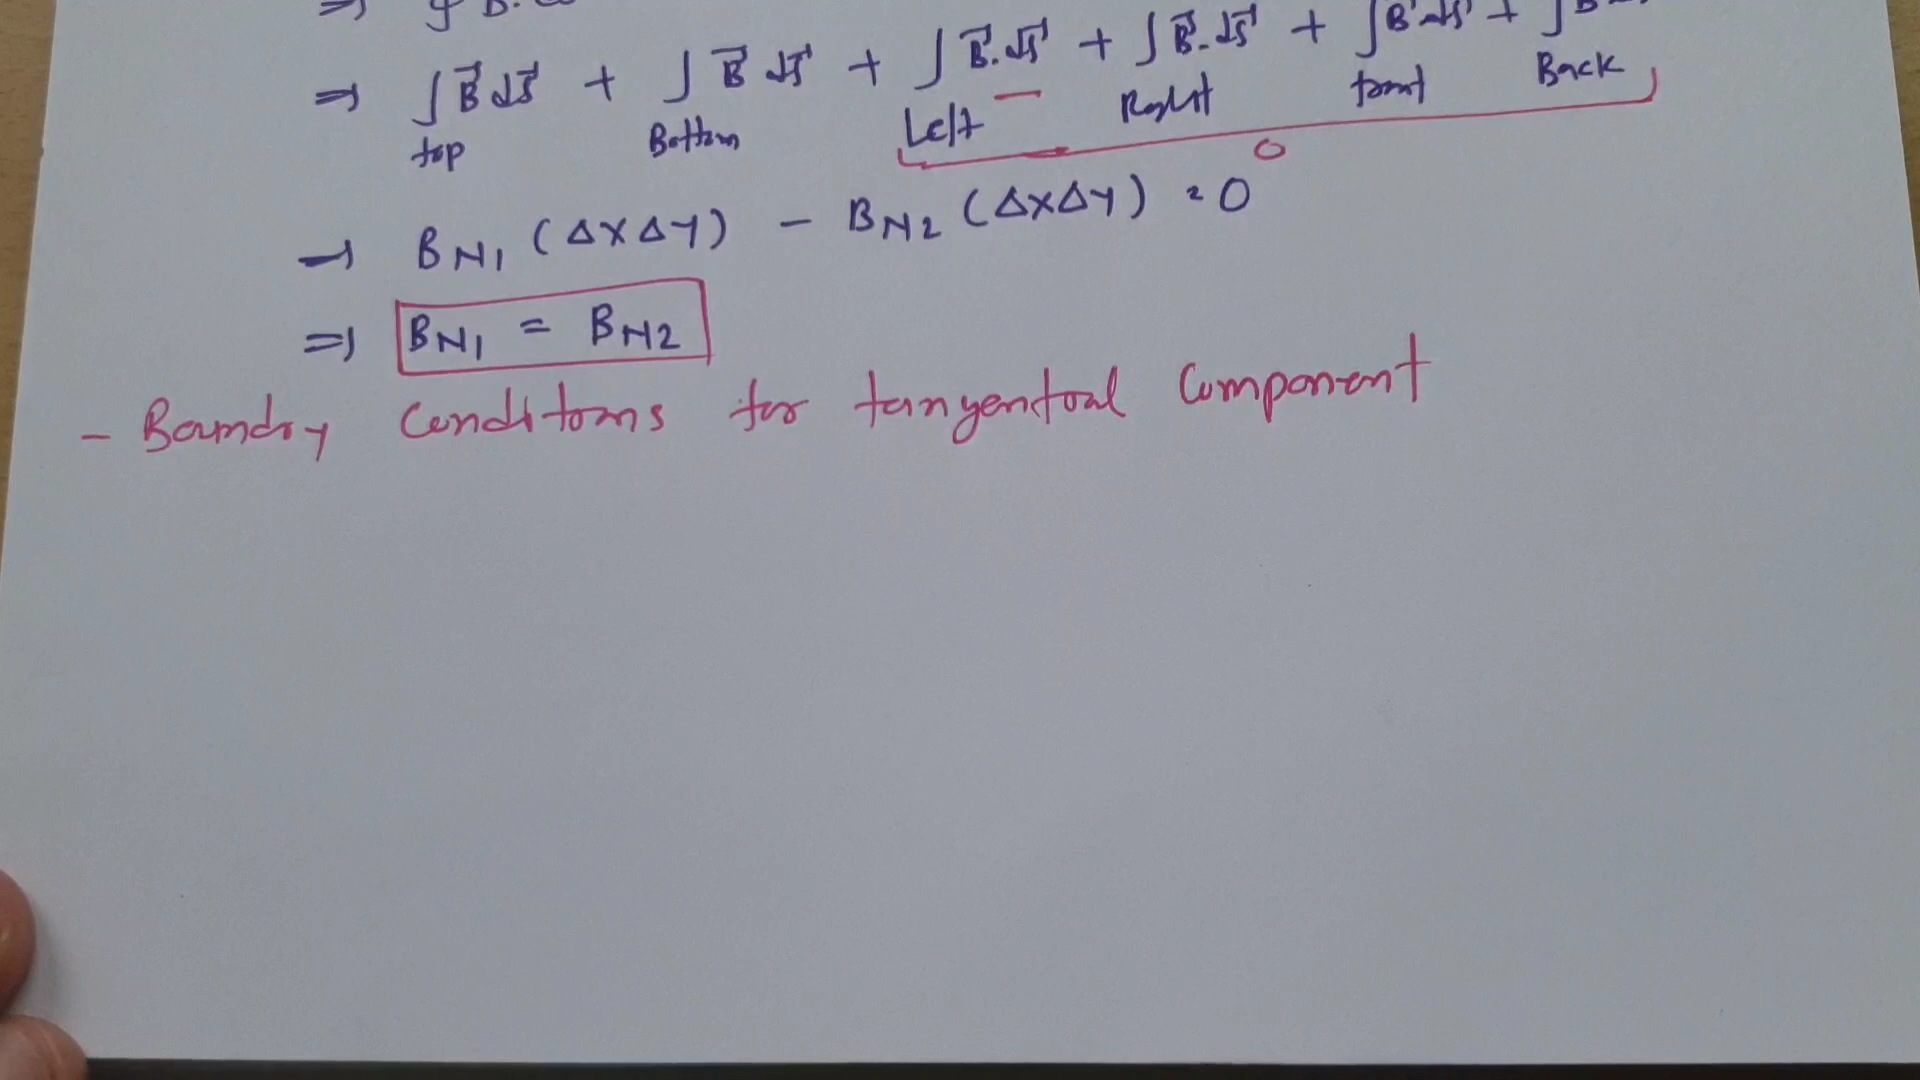 ⇒ ∮ B.
⇒ ∫ B⃗ ds⃗ + ∫ B⃗ ds⃗ + ∫ B⃗. ds⃗ + ∫ B⃗. ds⃗ + ∫ B⃗ ds⃗ + ∫ B
top Bottom Left Right front Back
0
→ BN1 (ΔxΔy) - BN2 (ΔxΔy) = 0
⇒ BN1 = BN2
- Boundry Conditions for tangentoal Component